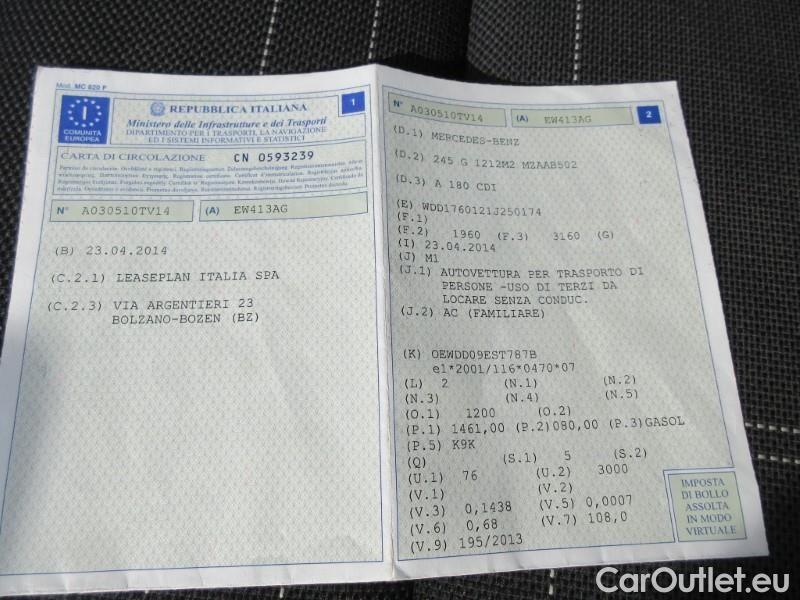 Mod. MC 820 F
I
COMUNITÀ
EUROPEA
REPUBBLICA ITALIANA
1
Ministero delle Infrastrutture e dei Trasporti
DIPARTIMENTO PER I TRASPORTI, LA NAVIGAZIONE
ED I SISTEMI INFORMATIVI E STATISTICI
CARTA DI CIRCOLAZIONE CN 0593239
N° A030510TV14 (A) EW413AG
(B) 23.04.2014
(C.2.1) LEASEPLAN ITALIA SPA
(C.2.3) VIA ARGENTIERI 23
BOLZANO-BOZEN (BZ)
N° A030510TV14 (A) EW413AG 2
(D.1) MERCEDES-BENZ
(D.2) 245 G 1212M2 MZAAB502
(D.3) A 180 CDI
(E) WDD1760121J250174
(F.1)
(F.2) 1960 (F.3) 3160 (G)
(I) 23.04.2014
(J) M1
(J.1) AUTOVETTURA PER TRASPORTO DI
PERSONE -USO DI TERZI DA
LOCARE SENZA CONDUC.
(J.2) AC (FAMILIARE)
(K) OEWDD09EST787B
e1*2001/116*0470*07
(L) 2 (N.1) (N.2)
(N.3) (N.4) (N.5)
(O.1) 1200 (O.2)
(P.1) 1461,00 (P.2)080,00 (P.3)GASOL
(P.5) K9K
(Q) (S.1) 5 (S.2)
(U.1) 76 (U.2) 3000
(V.1) (V.2)
(V.3) 0,1438 (V.5) 0,0007
(V.6) 0,68 (V.7) 108,0
(V.9) 195/2013
IMPOSTA
DI BOLLO
ASSOLTA
IN MODO
VIRTUALE
CarOutlet.eu